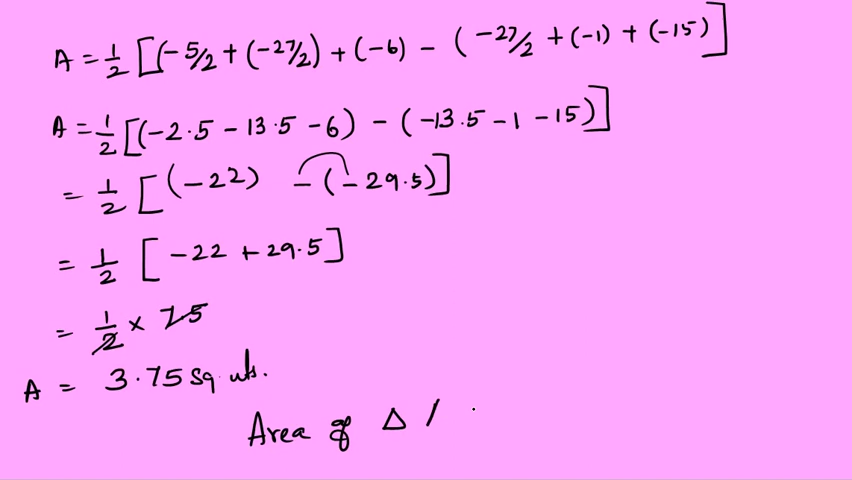 A = 1/2 [-5/2 + (-27/2) + (-6) - (-27/2 + (-1) + (-15)]
A = 1/2 [(-2.5 - 13.5 - 6) - (-13.5 - 1 - 15)]
= 1/2 [(-22) - (-29.5)]
= 1/2 [-22 + 29.5]
= 1/2 × 7.5
A = 3.75 sq uts.
Area of Δ /